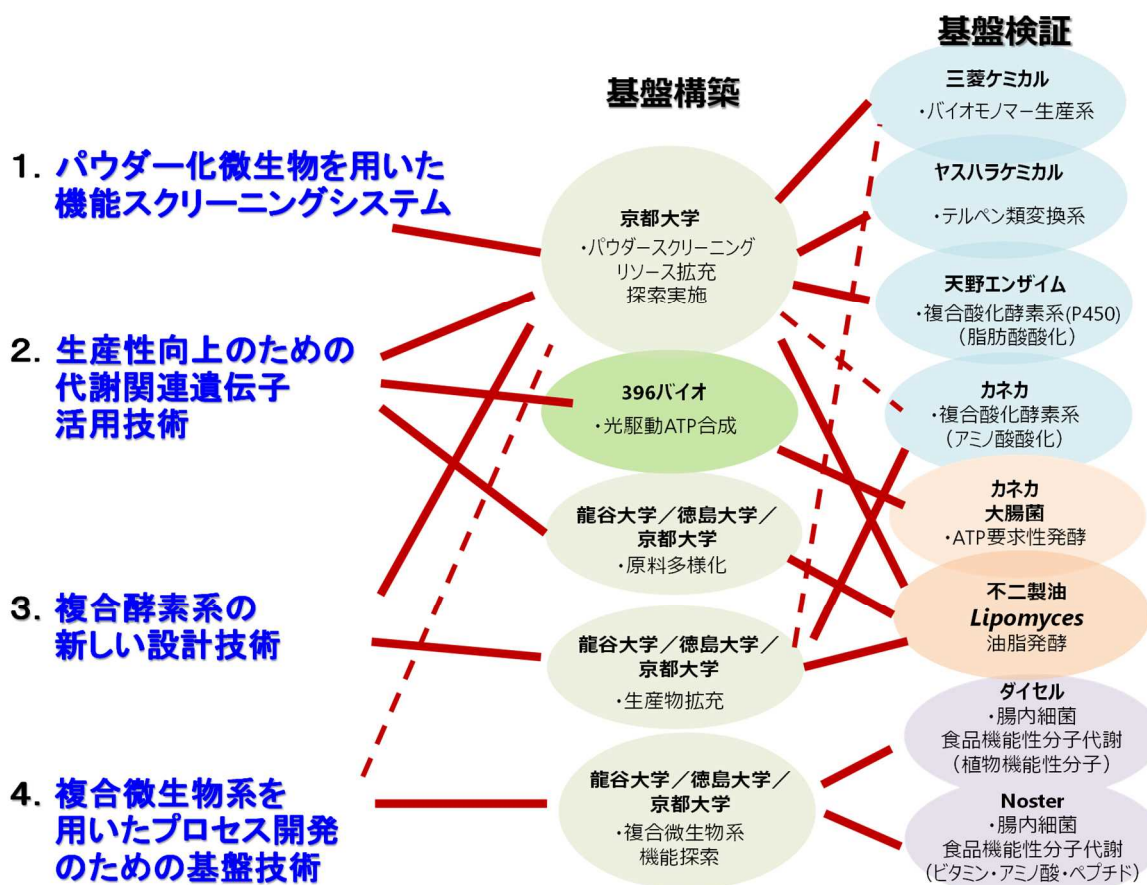 基盤検証
基盤構築
1. パウダー化微生物を用いた
機能スクリーニングシステム
2. 生産性向上のための
代謝関連遺伝子
活用技術
3. 複合酵素系の
新しい設計技術
4. 複合微生物系を
用いたプロセス開発
のための基盤技術
京都大学
・パウダースクリーニング
リソース拡充
探索実施
396バイオ
・光駆動ATP合成
龍谷大学／徳島大学／
京都大学
・原料多様化
龍谷大学／徳島大学／
京都大学
・生産物拡充
龍谷大学／徳島大学／
京都大学
・複合微生物系
機能探索
三菱ケミカル
・バイオモノマー生産系
ヤスハラケミカル
・テルペン類変換系
天野エンザイム
・複合酸化酵素系(P450)
(脂肪酸酸化)
カネカ
・複合酸化酵素系
(アミノ酸酸化)
カネカ
大腸菌
・ATP要求性発酵
不二製油
Lipomyces
油脂発酵
ダイセル
・腸内細菌
食品機能性分子代謝
(植物機能性分子)
Noster
・腸内細菌
食品機能性分子代謝
(ビタミン・アミノ酸・ペプチド)